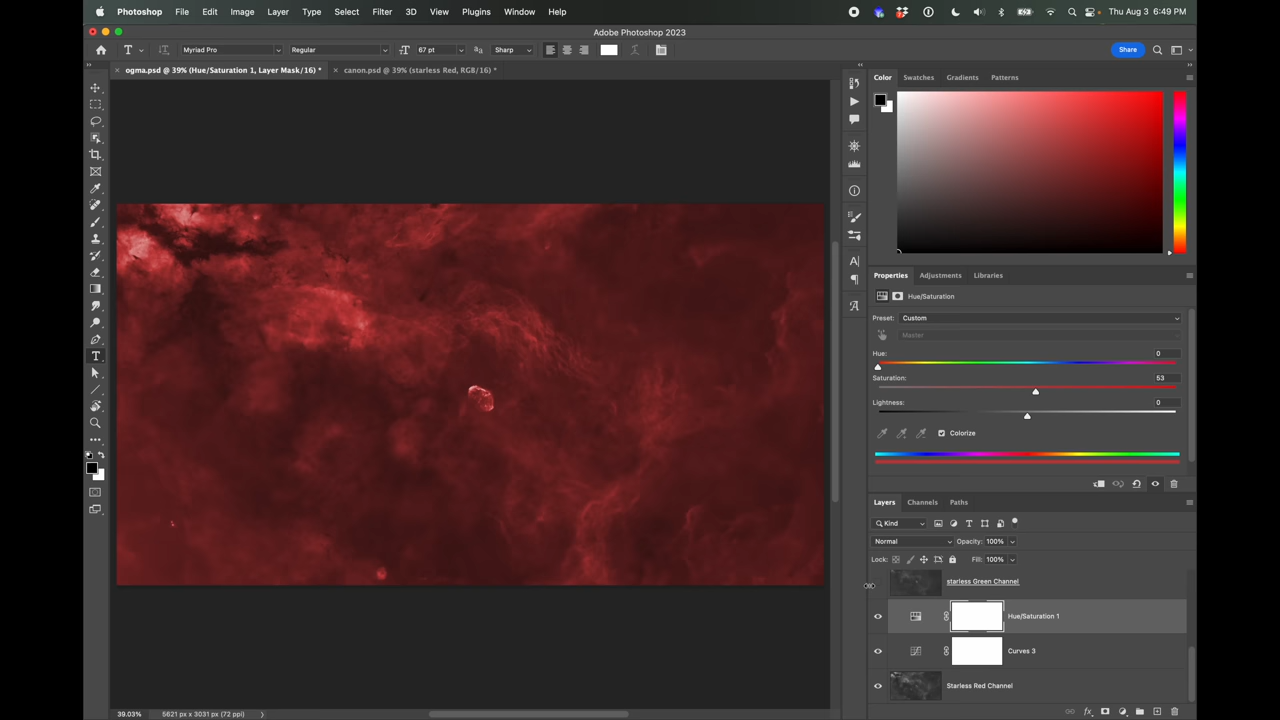 Photoshop File Edit Image Layer Type Select Filter 3D View Plugins Window Help Thu Aug 3 6:49 PM
Adobe Photoshop 2023
Myriad Pro Regular 67 pt Sharp Share
ogma.psd @ 39% (Hue/Saturation 1, Layer Mask/16) * canon.psd @ 39% (starless Red, RGB/16) *
Color Swatches Gradients Patterns
Properties Adjustments Libraries
Hue/Saturation
Preset: Custom
Master
Hue: 0
Saturation: 53
Lightness: 0
Colorize
Layers Channels Paths
Kind
Normal Opacity: 100%
Lock: Fill: 100%
starless Green Channel
Hue/Saturation 1
Curves 3
Starless Red Channel
39.03% 5621 px x 3031 px (72 ppi)